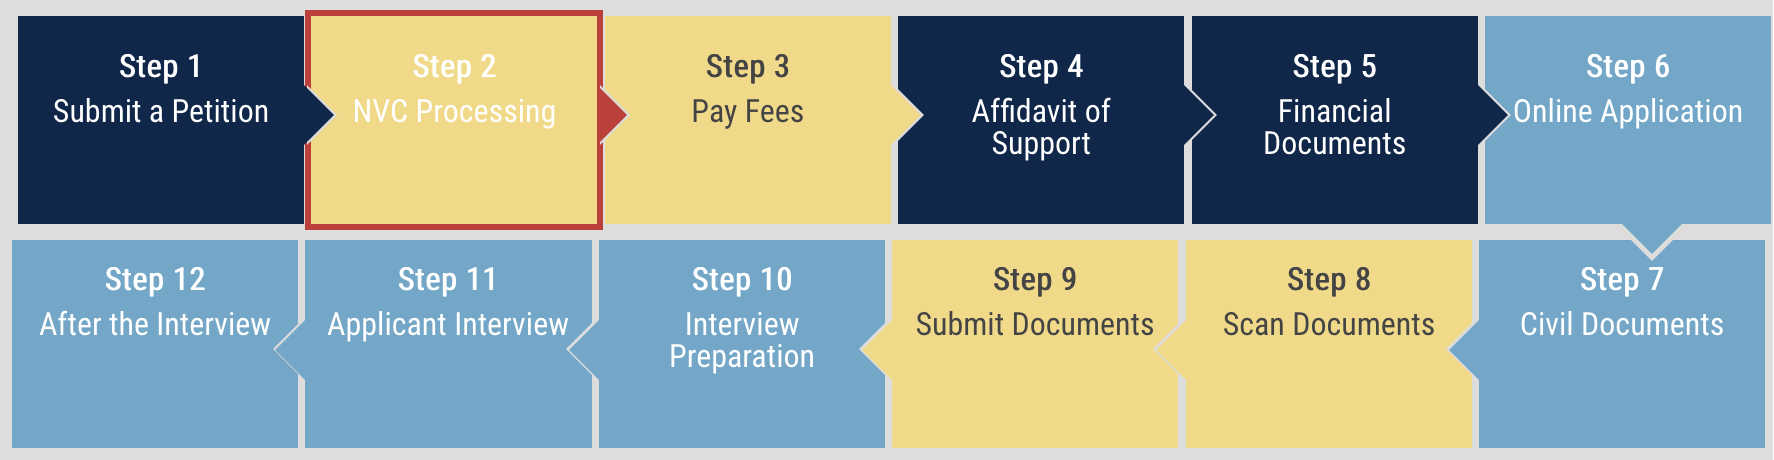 Step 1
Submit a Petition
Step 2
NVC Processing
Step 3
Pay Fees
Step 4
Affidavit of
Support
Step 5
Financial
Documents
Step 6
Online Application
Step 7
Civil Documents
Step 8
Scan Documents
Step 9
Submit Documents
Step 10
Interview
Preparation
Step 11
Applicant Interview
Step 12
After the Interview